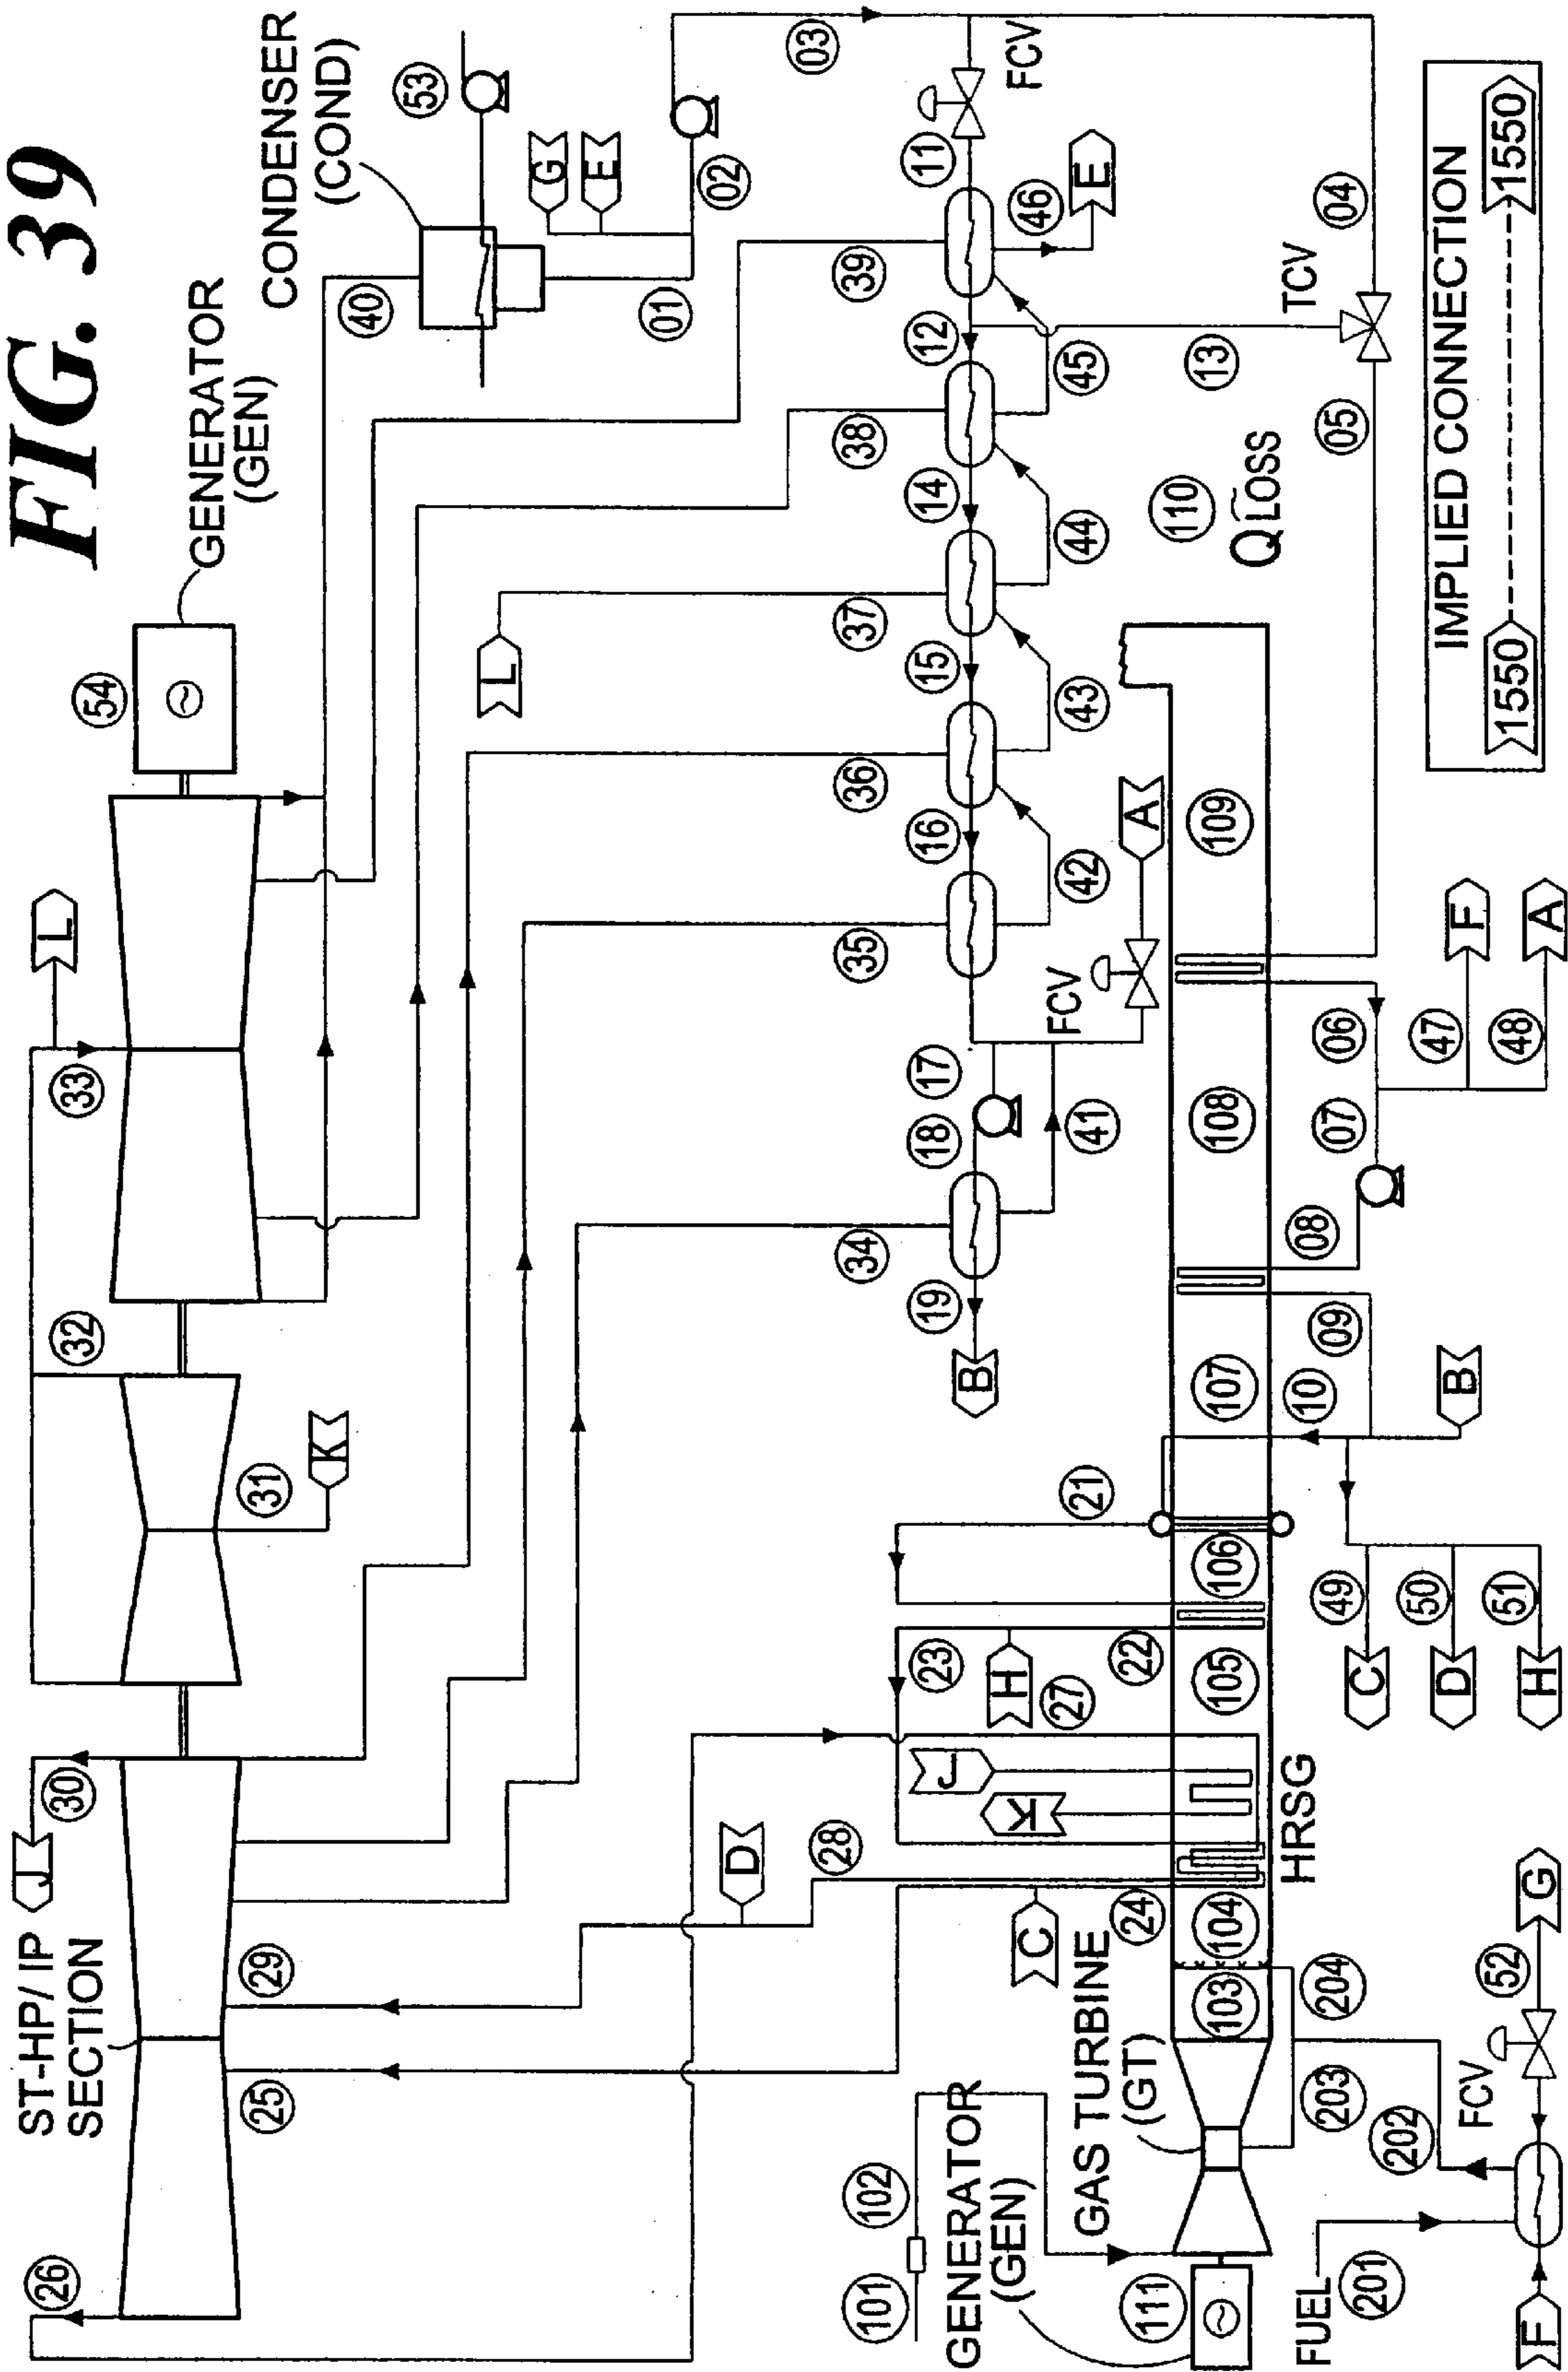 FIG. 39
GENERATOR
(GEN)
CONDENSER
(COND)
ST-HP/ IP
SECTION
26
25
29
30
J
31
K
32
33
L
54
40
53
G
E
01
02
03
FCV
11
46
E
39
12
45
38
14
44
L
37
15
43
36
16
42
35
FCV
A
17
18
41
34
19
B
13
TCV
04
05
110
Q LOSS
21
23
22
H
27
J
K
28
D
C
24
101
102
GENERATOR
(GEN)
GAS TURBINE
(GT)
111
103
104
105
106
107
108
109
HRSG
FUEL
201
F
202
203
204
FCV
52
G
49
C
50
D
51
H
10
09
B
08
07
06
47
F
48
A
IMPLIED CONNECTION
1550
1550